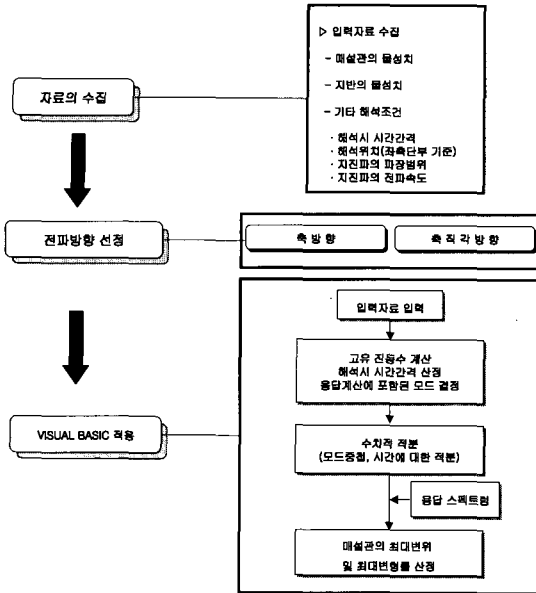 ▷ 입력자료 수집
- 매설관의 물성치
- 지반의 물성치
- 기타 해석조건
· 해석시 시간간격
· 해석위치(좌측단부 기준)
· 지진파의 파장범위
· 지진파의 전파속도
자료의 수집
전파방향 선정
축 방향
축 직각 방향
입력자료 입력
고유 진동수 계산
해석시 시간간격 산정
응답계산에 포함된 모드 결정
VISUAL BASIC 적용
수치적 적분
(모드중첩, 시간에 대한 적분)
응답 스펙트럼
매설관의 최대변위
및 최대변형률 산정